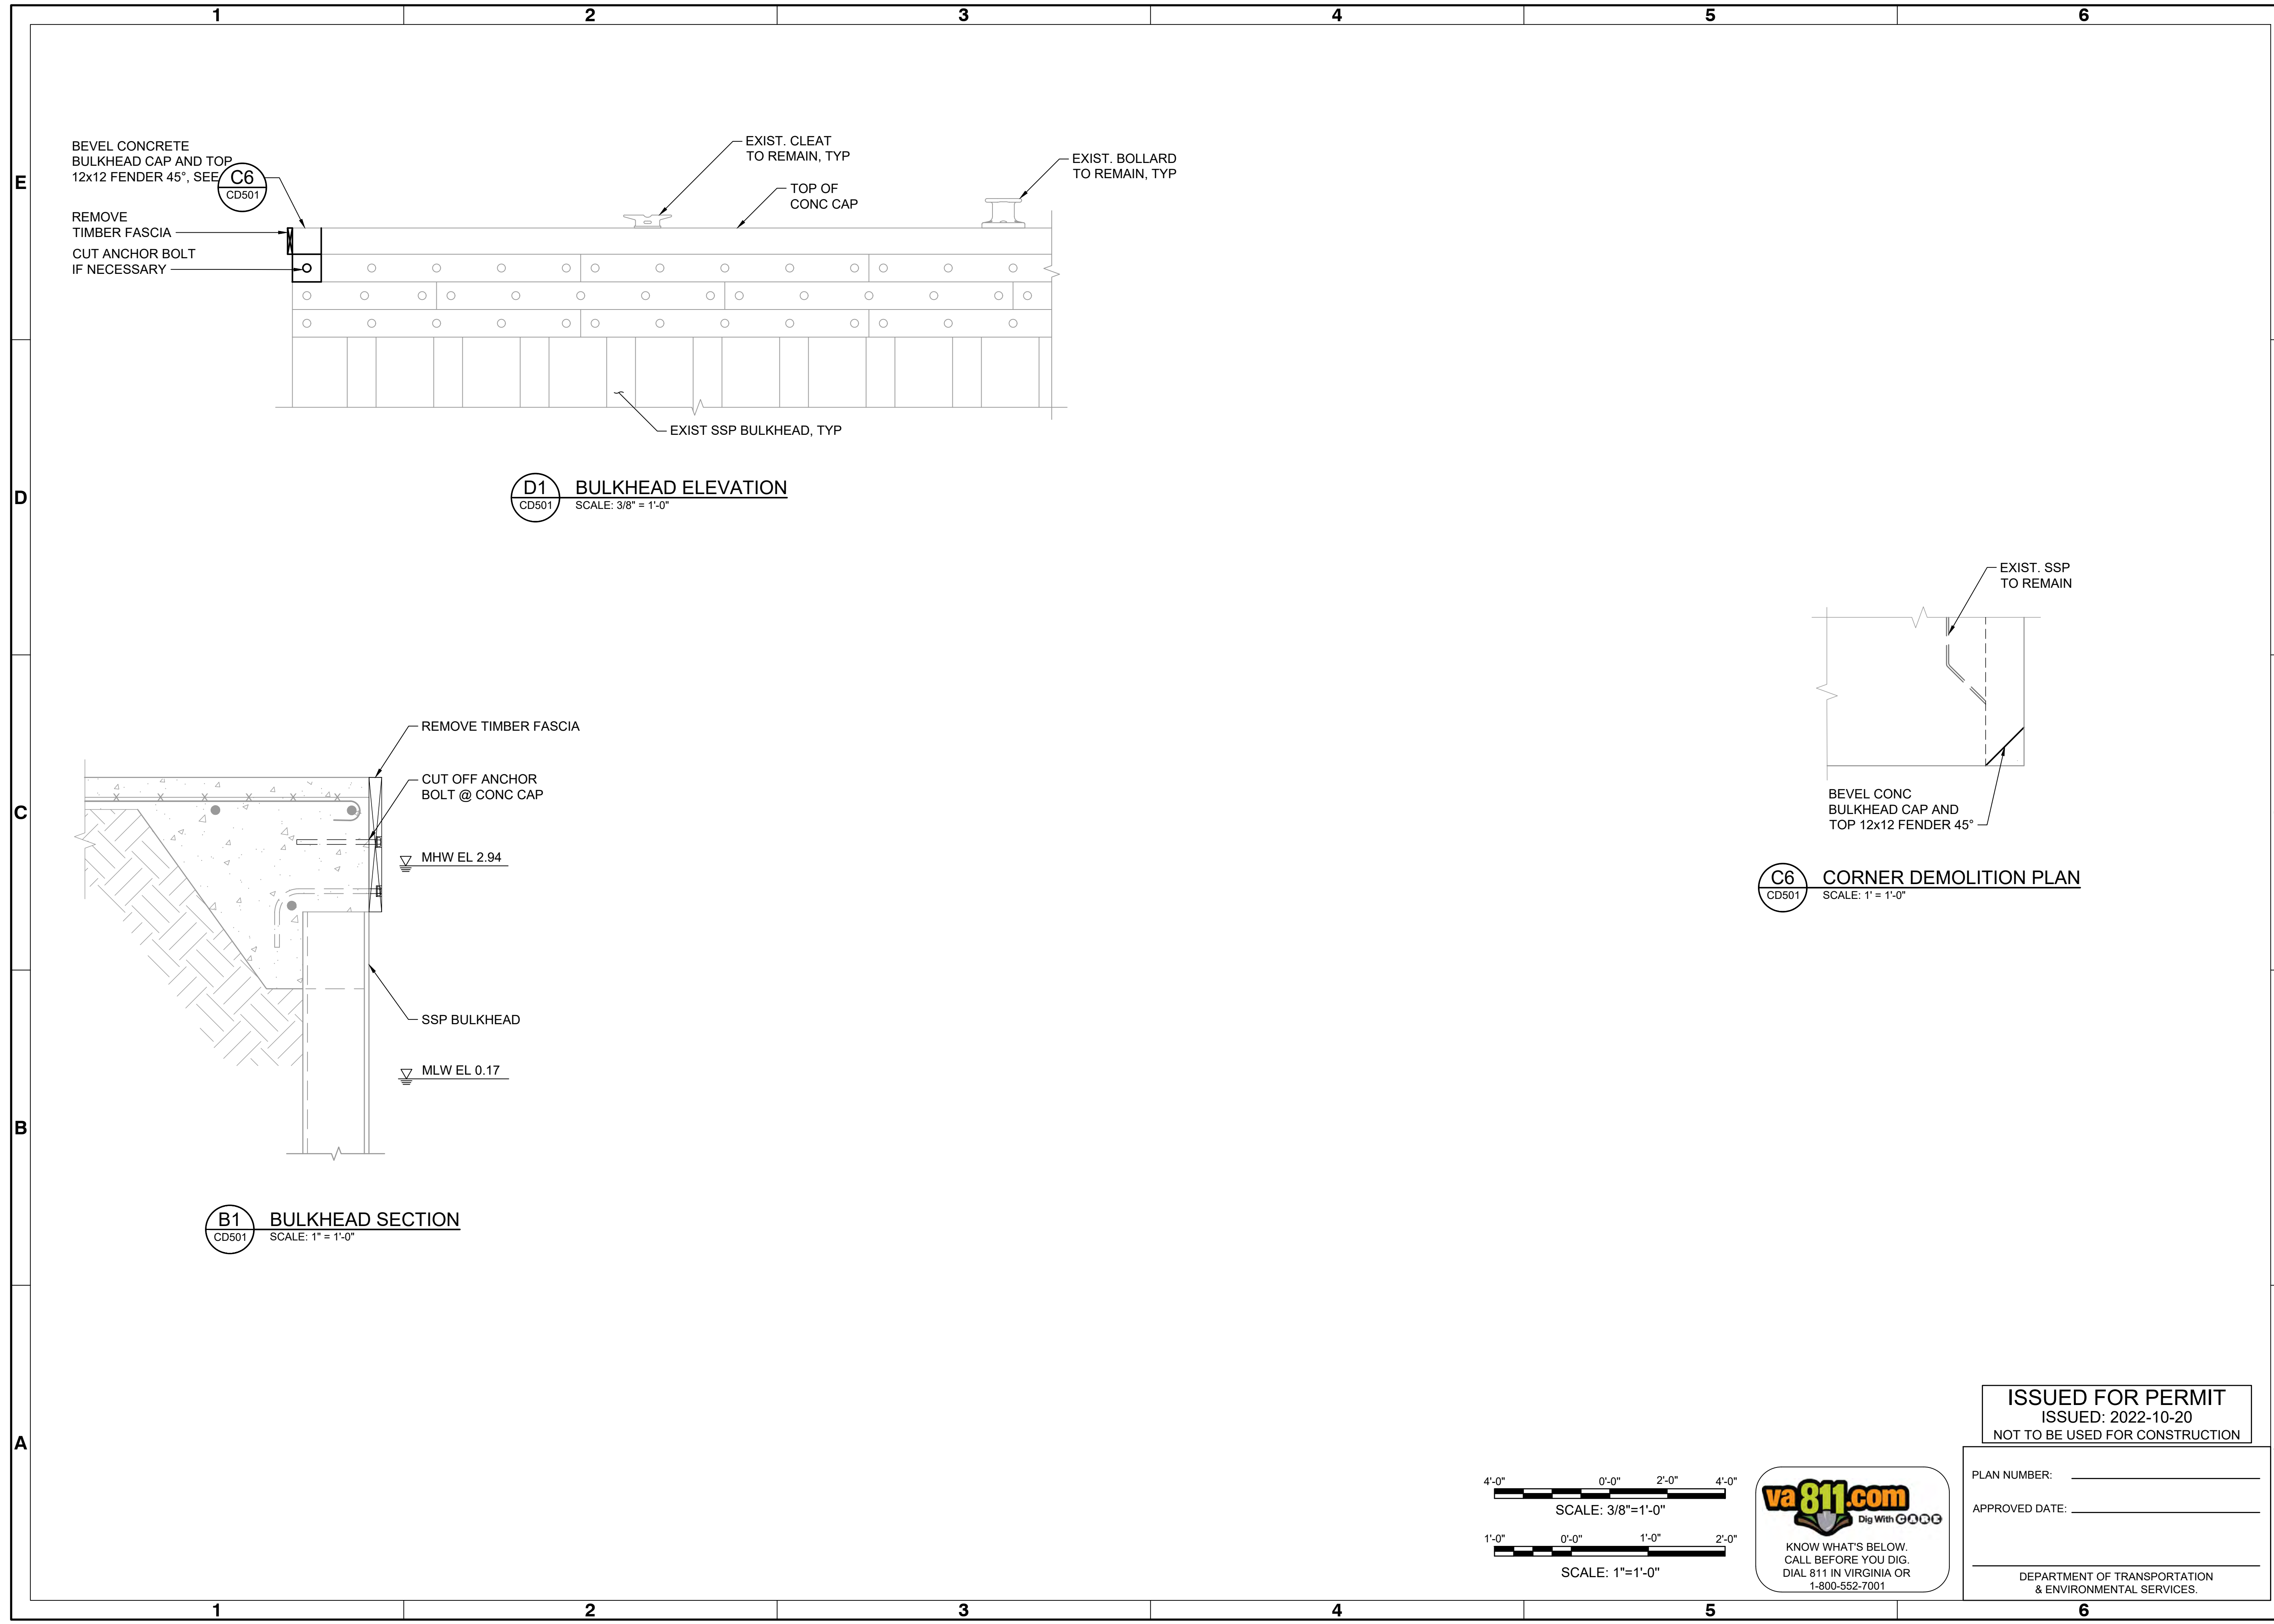 1 2 3 4 5 6
E
D
C
B
A
BEVEL CONCRETE
BULKHEAD CAP AND TOP
12x12 FENDER 45°, SEE
C6
CD501
REMOVE
TIMBER FASCIA
CUT ANCHOR BOLT
IF NECESSARY
EXIST. CLEAT
TO REMAIN, TYP
TOP OF
CONC CAP
EXIST. BOLLARD
TO REMAIN, TYP
EXIST SSP BULKHEAD, TYP
D1
CD501
BULKHEAD ELEVATION
SCALE: 3/8" = 1'-0"
EXIST. SSP
TO REMAIN
BEVEL CONC
BULKHEAD CAP AND
TOP 12x12 FENDER 45°
C6
CD501
CORNER DEMOLITION PLAN
SCALE: 1' = 1'-0"
REMOVE TIMBER FASCIA
CUT OFF ANCHOR
BOLT @ CONC CAP
MHW EL 2.94
SSP BULKHEAD
MLW EL 0.17
B1
CD501
BULKHEAD SECTION
SCALE: 1" = 1'-0"
4'-0" 0'-0" 2'-0" 4'-0"
SCALE: 3/8"=1'-0"
1'-0" 0'-0" 1'-0" 2'-0"
SCALE: 1"=1'-0"
va811.com
Dig With CARE
KNOW WHAT'S BELOW.
CALL BEFORE YOU DIG.
DIAL 811 IN VIRGINIA OR
1-800-552-7001
ISSUED FOR PERMIT
ISSUED: 2022-10-20
NOT TO BE USED FOR CONSTRUCTION
PLAN NUMBER:
APPROVED DATE:
DEPARTMENT OF TRANSPORTATION
& ENVIRONMENTAL SERVICES.
1 2 3 4 5 6